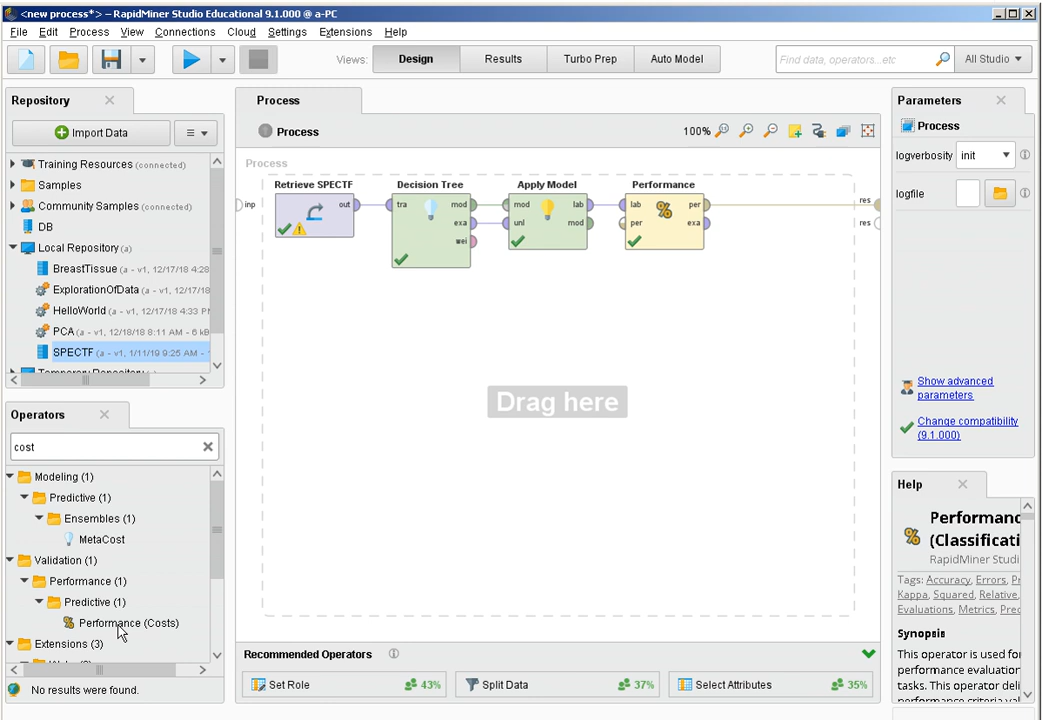 <new process*> – RapidMiner Studio Educational 9.1.000 @ a-PC
File Edit Process View Connections Cloud Settings Extensions Help
Views: Design Results Turbo Prep Auto Model Find data, operators...etc All Studio
Repository
Import Data
Training Resources (connected)
Samples
Community Samples (connected)
DB
Local Repository (a)
BreastTissue (a - v1, 12/17/18 4:28
ExplorationOfData (a - v1, 12/17/18
HelloWorld (a - v1, 12/17/18 4:33 P
PCA (a - v1, 12/18/18 8:11 AM - 6 kB
SPECTF (a - v1, 1/11/19 9:25 AM -
Temporary Repository
Operators
cost
Modeling (1)
Predictive (1)
Ensembles (1)
MetaCost
Validation (1)
Performance (1)
Predictive (1)
Performance (Costs)
Extensions (3)
No results were found.
Process
Process
100%
Process
Retrieve SPECTF Decision Tree Apply Model Performance
inp out tra mod mod lab lab per res
exa unl mod per exa res
wei
Drag here
Recommended Operators
Set Role 43% Split Data 37% Select Attributes 35%
Parameters
Process
logverbosity init
logfile
Show advanced
parameters
Change compatibility
(9.1.000)
Help
Performanc
(Classificati
RapidMiner Studi
Tags: Accuracy, Errors, Pr
Kappa, Squared, Relative,
Evaluations, Metrics, Prec
Synopsis
This operator is used fo
performance evaluation
tasks. This operator deli
performance criteria val